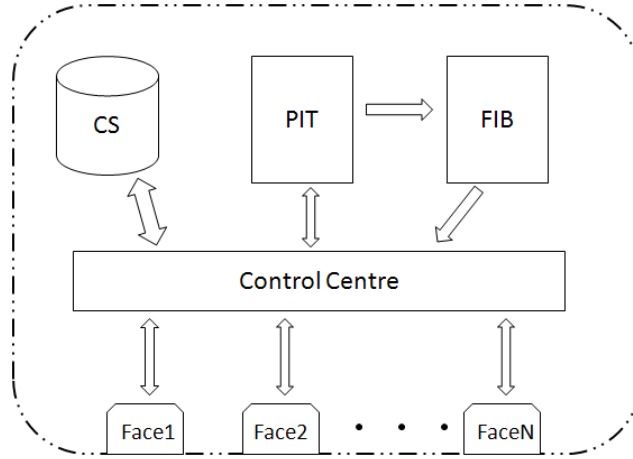 CS
PIT
FIB
Control Centre
Face1
Face2
FaceN